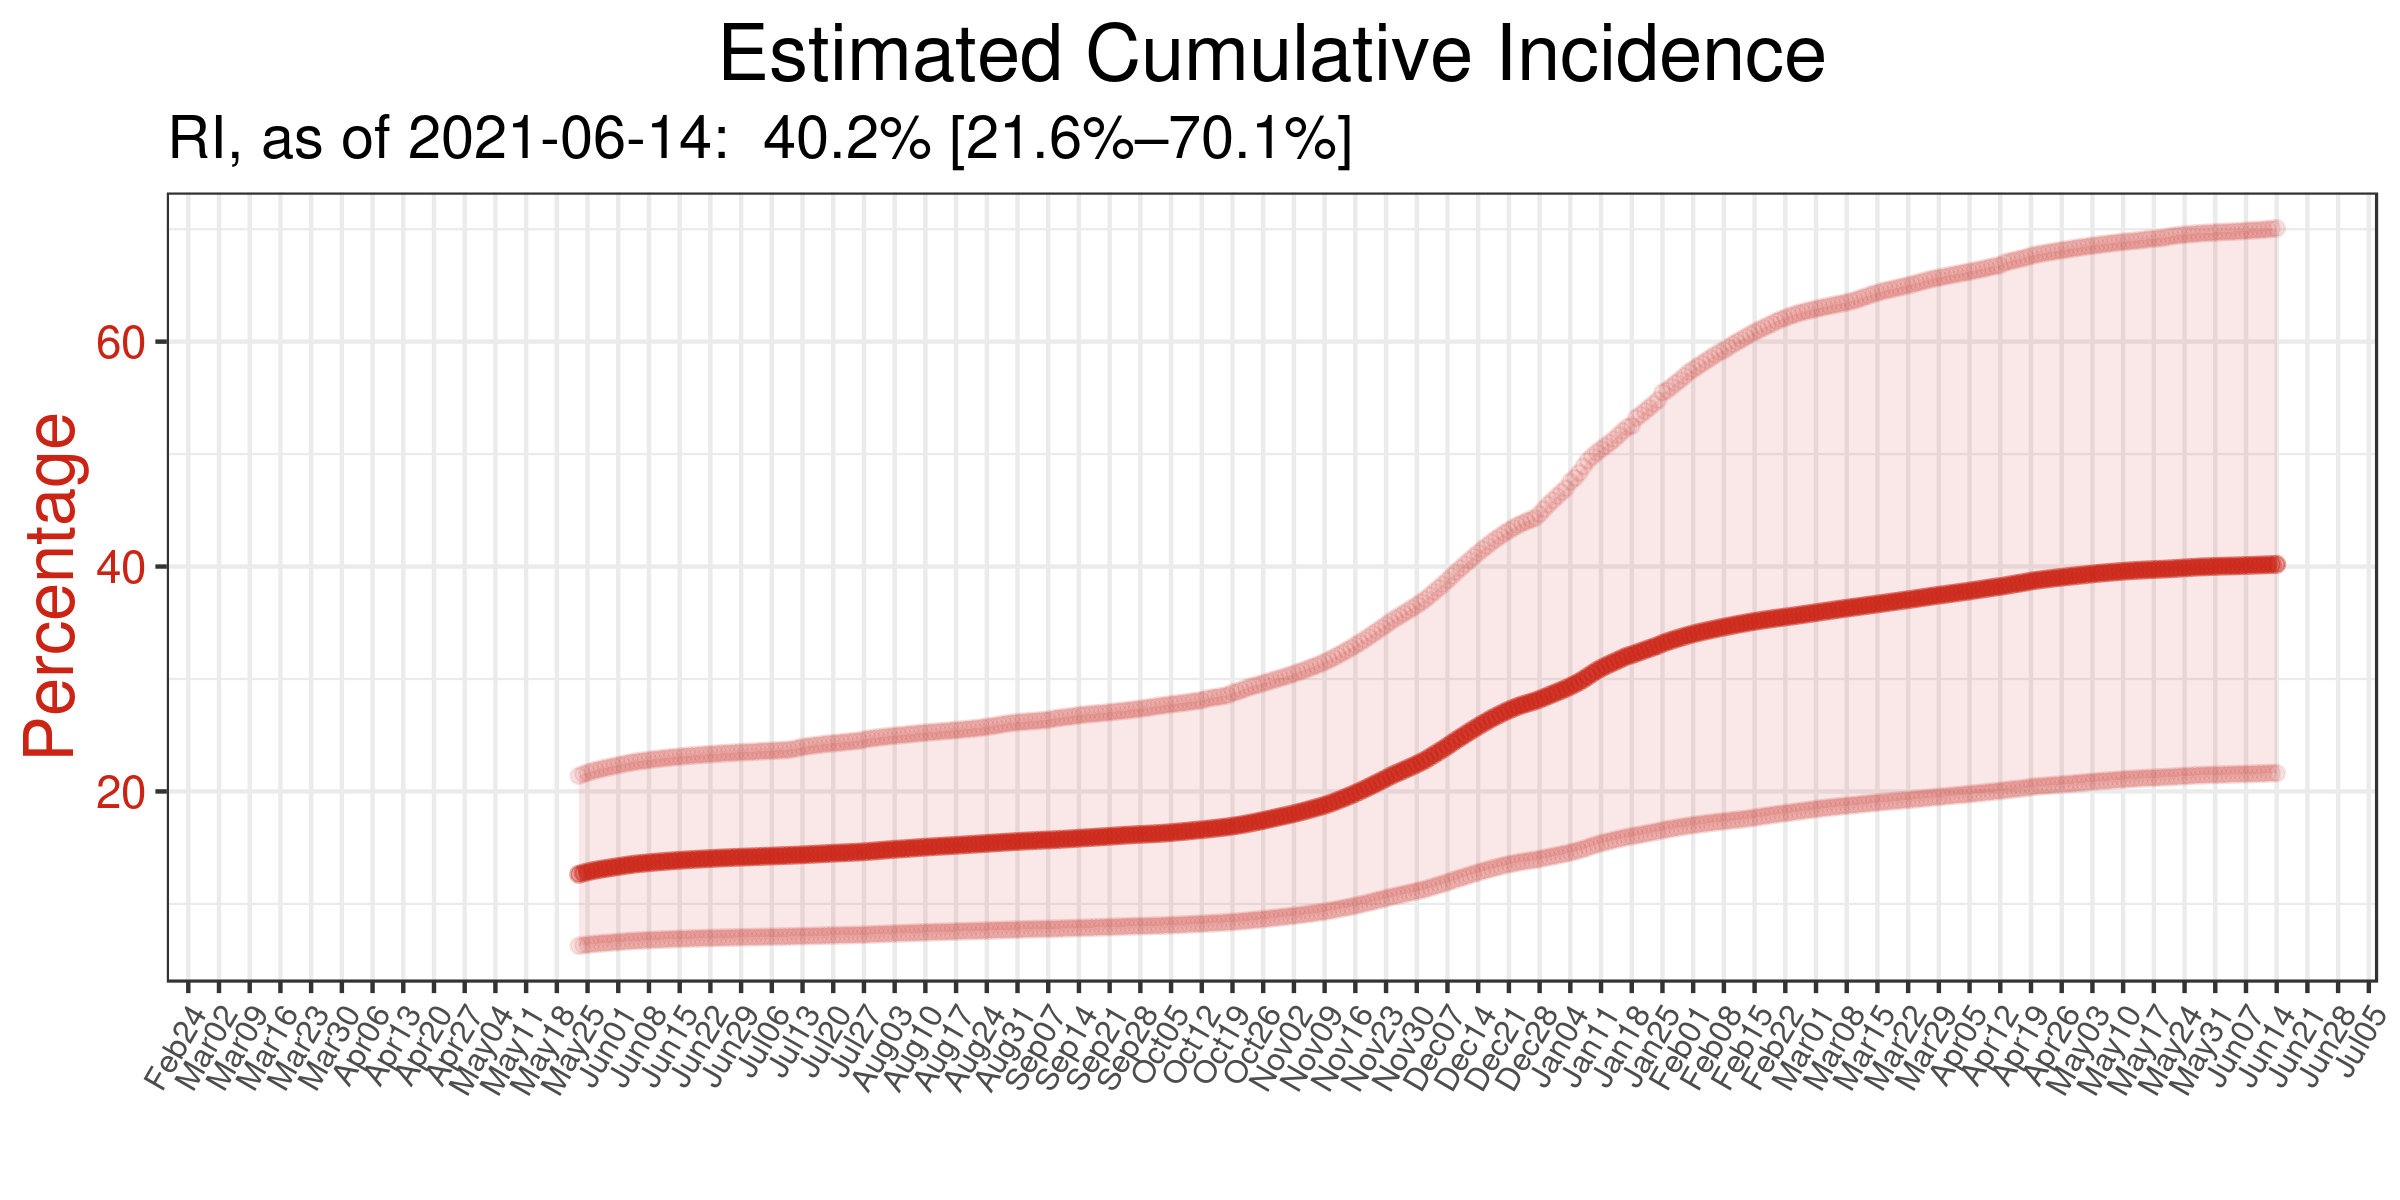 Estimated Cumulative Incidence
RI, as of 2021-06-14:  40.2% [21.6%–70.1%]
Percentage
60
40
20
Feb24
Mar02
Mar09
Mar16
Mar23
Mar30
Apr06
Apr13
Apr20
Apr27
May04
May11
May18
May25
Jun01
Jun08
Jun15
Jun22
Jun29
Jul06
Jul13
Jul20
Jul27
Aug03
Aug10
Aug17
Aug24
Aug31
Sep07
Sep14
Sep21
Sep28
Oct05
Oct12
Oct19
Oct26
Nov02
Nov09
Nov16
Nov23
Nov30
Dec07
Dec14
Dec21
Dec28
Jan04
Jan11
Jan18
Jan25
Feb01
Feb08
Feb15
Feb22
Mar01
Mar08
Mar15
Mar22
Mar29
Apr05
Apr12
Apr19
Apr26
May03
May10
May17
May24
May31
Jun07
Jun14
Jun21
Jun28
Jul05